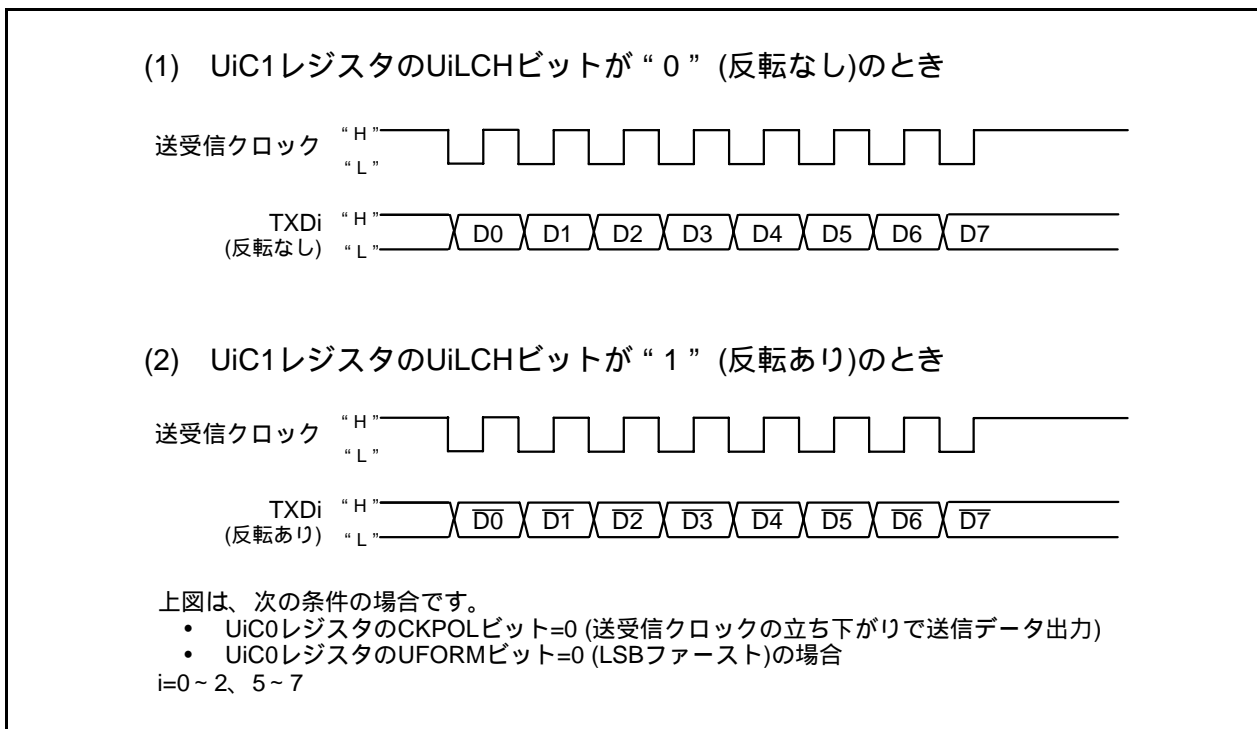 (1) UiC1レジスタのUiLCHビットが“0” (反転なし)のとき
送受信クロック “H”
“L”
TXDi “H”
(反転なし) “L”
D0 D1 D2 D3 D4 D5 D6 D7
(2) UiC1レジスタのUiLCHビットが“1” (反転あり)のとき
送受信クロック “H”
“L”
TXDi “H”
(反転あり) “L”
D̅0̅ D̅1̅ D̅2̅ D̅3̅ D̅4̅ D̅5̅ D̅6̅ D̅7̅
上図は、次の条件の場合です。
• UiC0レジスタのCKPOLビット=0 (送受信クロックの立ち下がりで送信データ出力)
• UiC0レジスタのUFORMビット=0 (LSBファースト)の場合
i=0~2、5~7